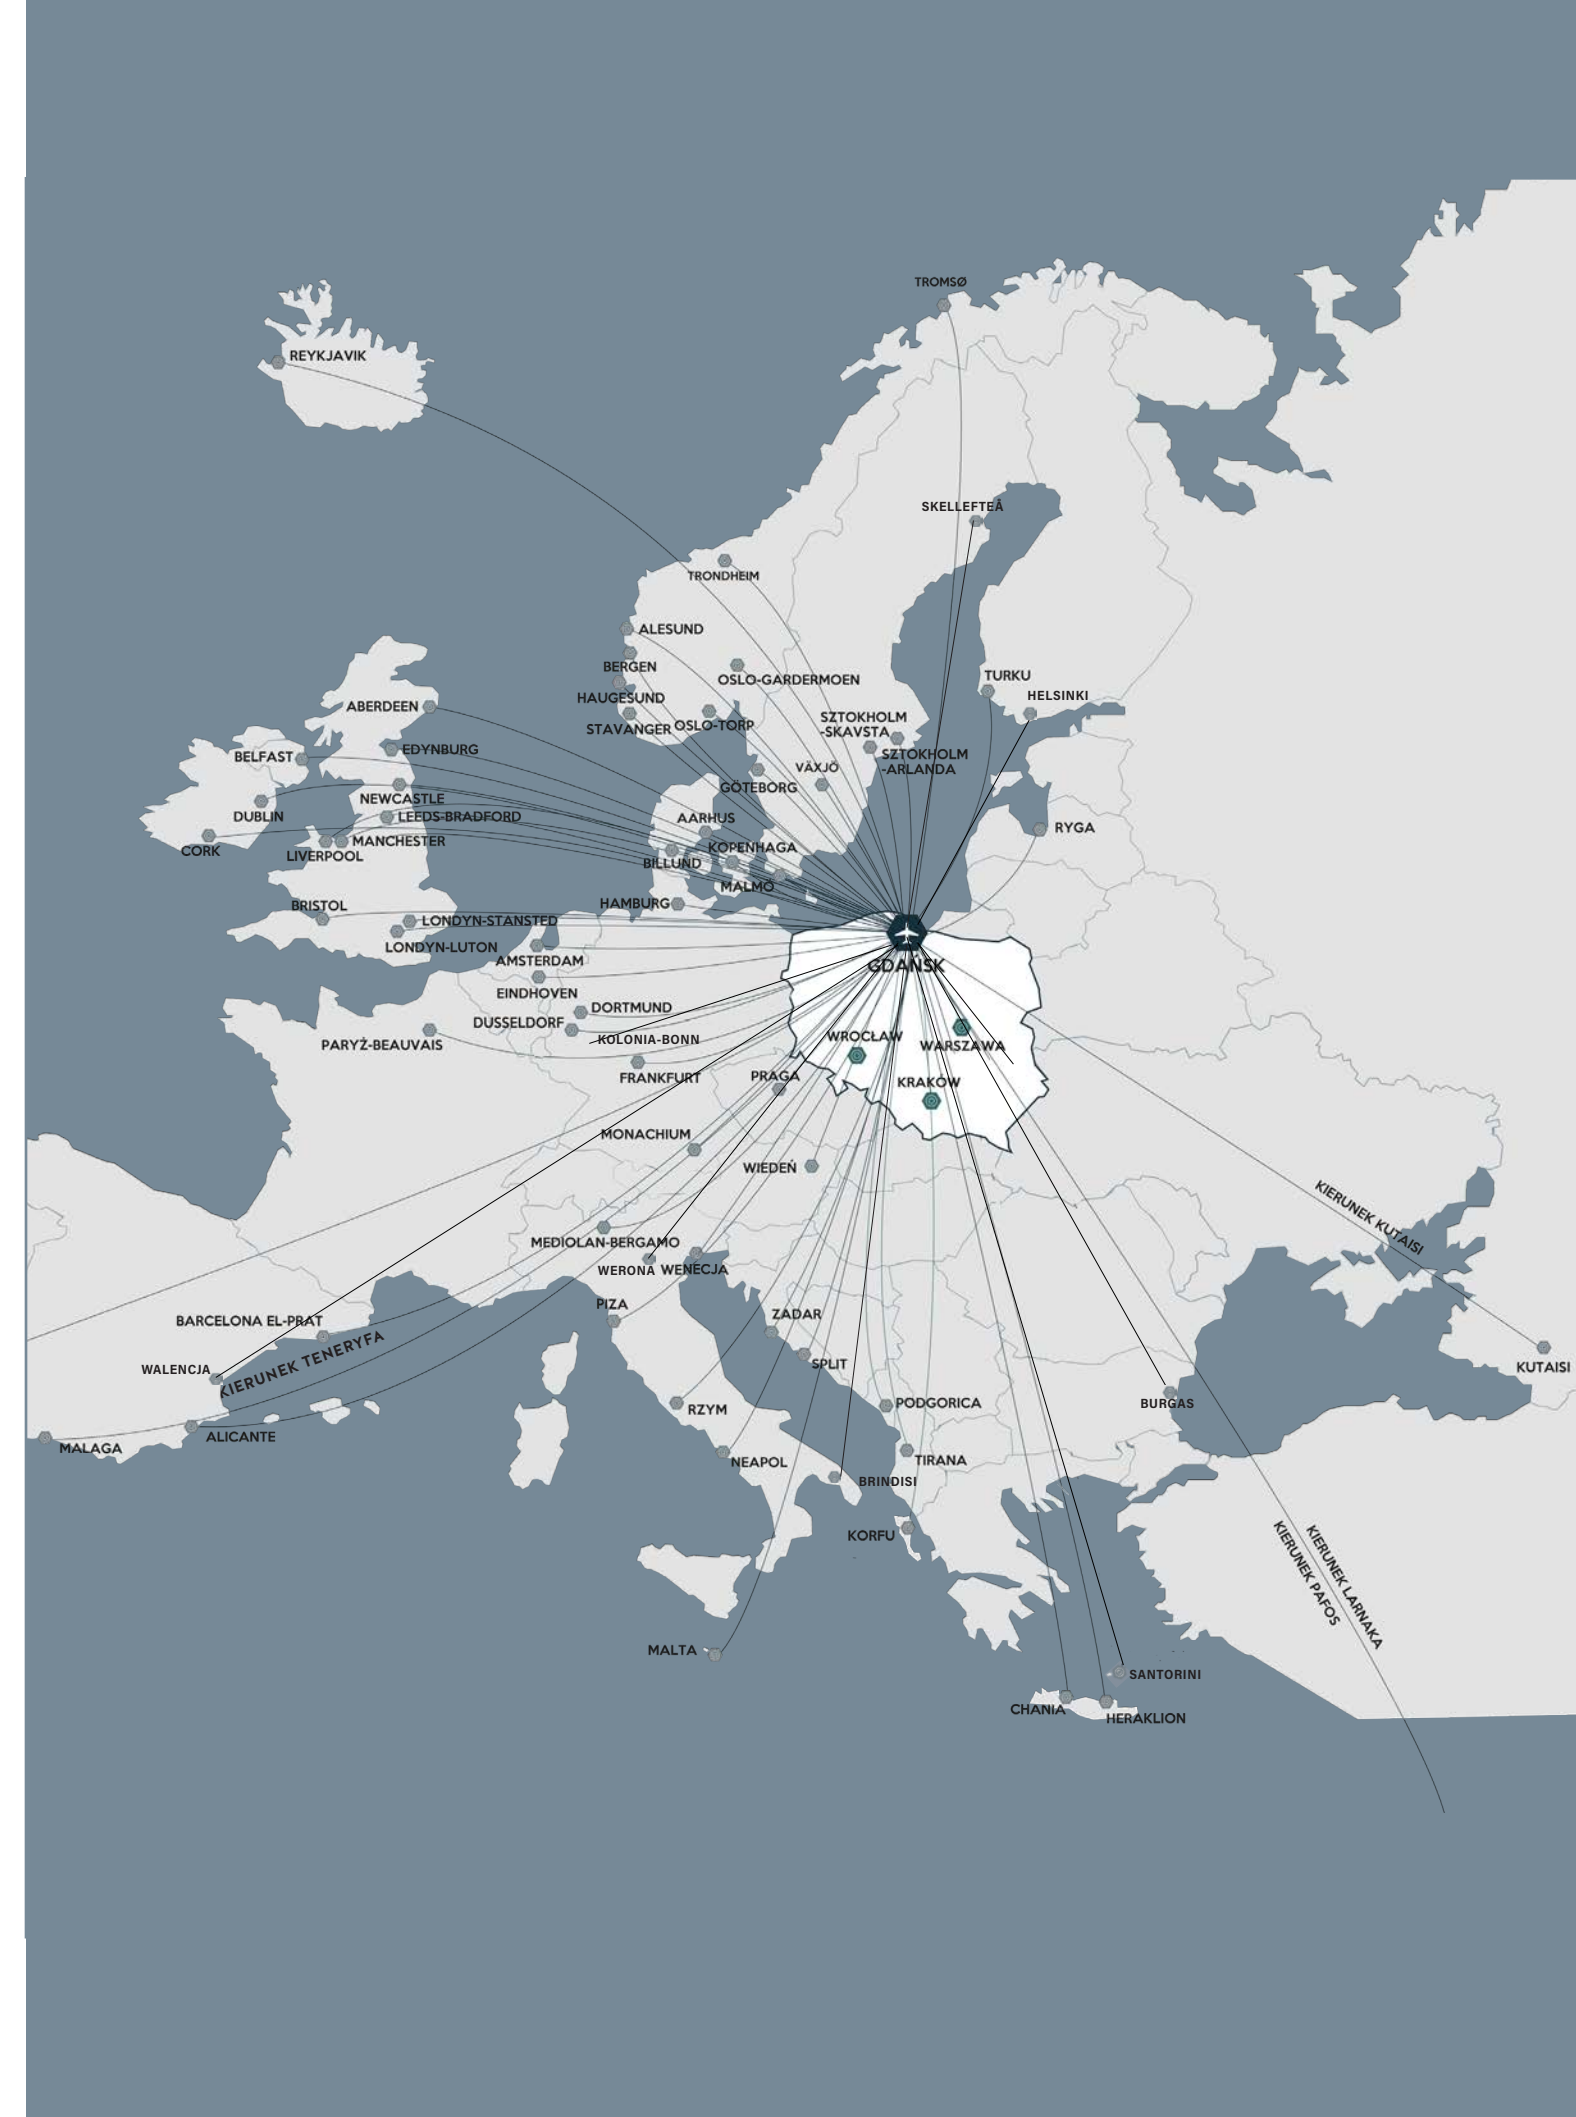 TROMSØ
REYKJAVIK
SKELLEFTEÅ
TRONDHEIM
ALESUND
BERGEN
OSLO-GARDERMOEN
TURKU
HELSINKI
HAUGESUND
ABERDEEN
STAVANGER
OSLO-TORP
SZTOKHOLM
-SKAVSTA
EDYNBURG
BELFAST
SZTOKHOLM
-ARLANDA
VÄXJÖ
GÖTEBORG
NEWCASTLE
DUBLIN
LEEDS-BRADFORD
AARHUS
RYGA
MANCHESTER
CORK
LIVERPOOL
KOPENHAGA
BILLUND
MALMÖ
HAMBURG
BRISTOL
LONDYN-STANSTED
LONDYN-LUTON
AMSTERDAM
GDAŃSK
EINDHOVEN
DORTMUND
DUSSELDORF
KOLONIA-BONN
PARYŻ-BEAUVAIS
WROCŁAW
WARSZAWA
FRANKFURT
PRAGA
KRAKÓW
MONACHIUM
WIEDEŃ
KIERUNEK KUTAISI
MEDIOLAN-BERGAMO
WERONA
WENECJA
PIZA
ZADAR
BARCELONA EL-PRAT
KIERUNEK TENERYFA
WALENCJA
SPLIT
KUTAISI
PODGORICA
BURGAS
RZYM
ALICANTE
MALAGA
NEAPOL
TIRANA
BRINDISI
KORFU
KIERUNEK LARNAKA
KIERUNEK PAFOS
MALTA
SANTORINI
CHANIA
HERAKLION